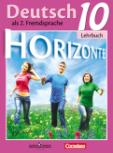 Deutsch 10
als 2. Fremdsprache
Lehrbuch
HORIZONTE
Cornelsen